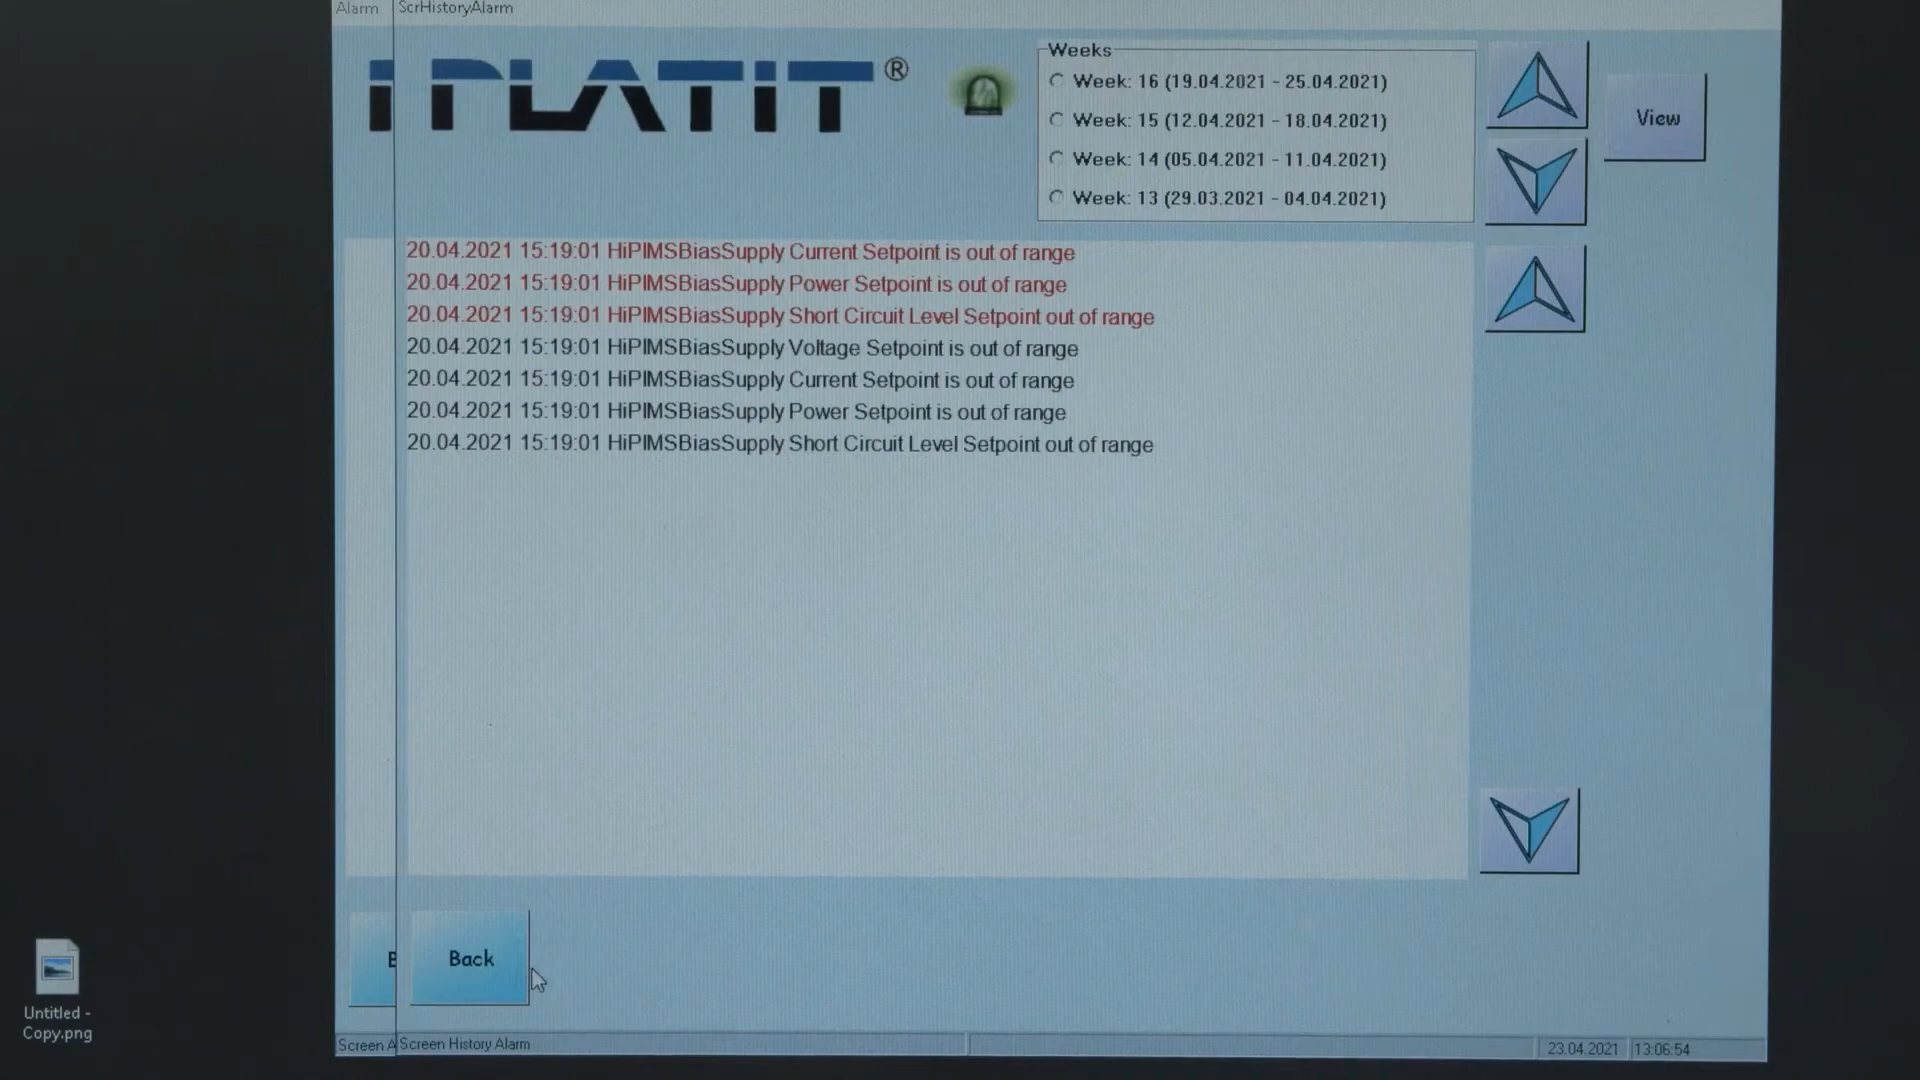 Alarm
ScrHistoryAlarm
PLATIT®
Weeks
Week: 16 (19.04.2021 - 25.04.2021)
Week: 15 (12.04.2021 - 18.04.2021)
Week: 14 (05.04.2021 - 11.04.2021)
Week: 13 (29.03.2021 - 04.04.2021)
View
20.04.2021 15:19:01 HiPIMSBiasSupply Current Setpoint is out of range
20.04.2021 15:19:01 HiPIMSBiasSupply Power Setpoint is out of range
20.04.2021 15:19:01 HiPIMSBiasSupply Short Circuit Level Setpoint out of range
20.04.2021 15:19:01 HiPIMSBiasSupply Voltage Setpoint is out of range
20.04.2021 15:19:01 HiPIMSBiasSupply Current Setpoint is out of range
20.04.2021 15:19:01 HiPIMSBiasSupply Power Setpoint is out of range
20.04.2021 15:19:01 HiPIMSBiasSupply Short Circuit Level Setpoint out of range
Back
Untitled -
Copy.png
Screen A
Screen History Alarm
23.04.2021
13:06:54